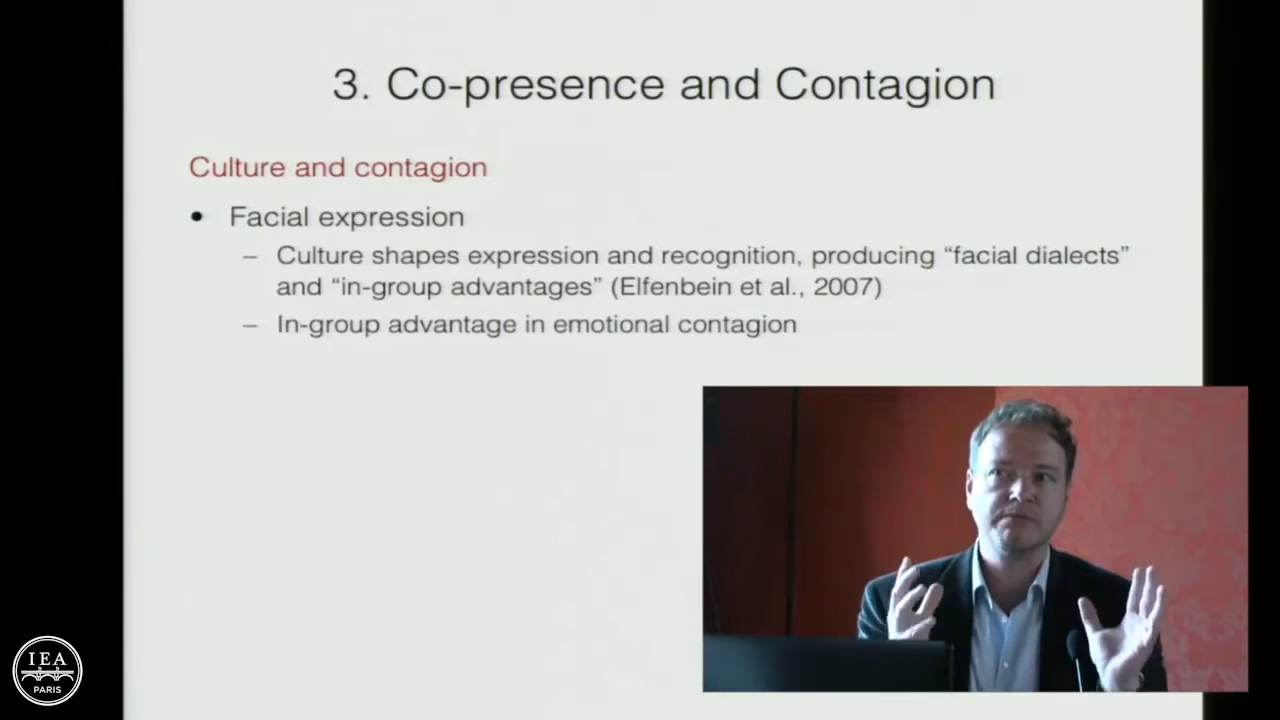 3. Co-presence and Contagion
Culture and contagion
• Facial expression
– Culture shapes expression and recognition, producing “facial dialects”
and “in-group advantages” (Elfenbein et al., 2007)
– In-group advantage in emotional contagion
IEA
PARIS